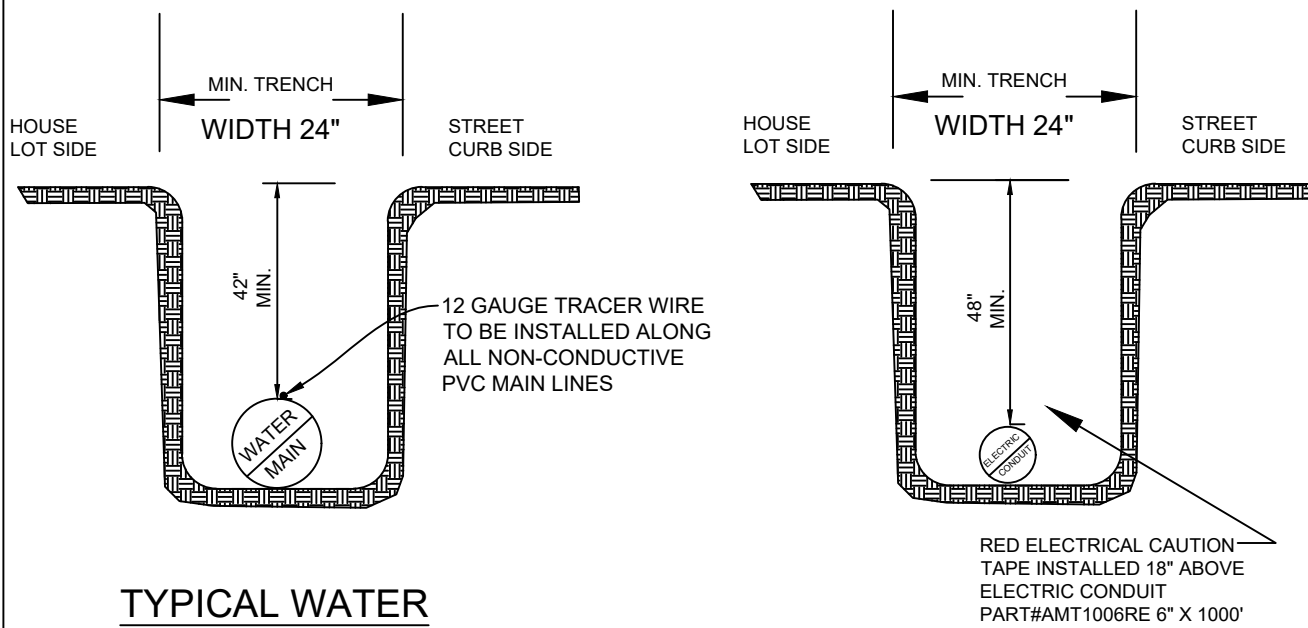 MIN. TRENCH
WIDTH 24"
HOUSE
LOT SIDE
STREET
CURB SIDE
42"
MIN.
12 GAUGE TRACER WIRE
TO BE INSTALLED ALONG
ALL NON-CONDUCTIVE
PVC MAIN LINES
WATER
MAIN
TYPICAL WATER
MIN. TRENCH
WIDTH 24"
HOUSE
LOT SIDE
STREET
CURB SIDE
48"
MIN.
ELECTRIC
CONDUIT
RED ELECTRICAL CAUTION
TAPE INSTALLED 18" ABOVE
ELECTRIC CONDUIT
PART#AMT1006RE 6" X 1000'